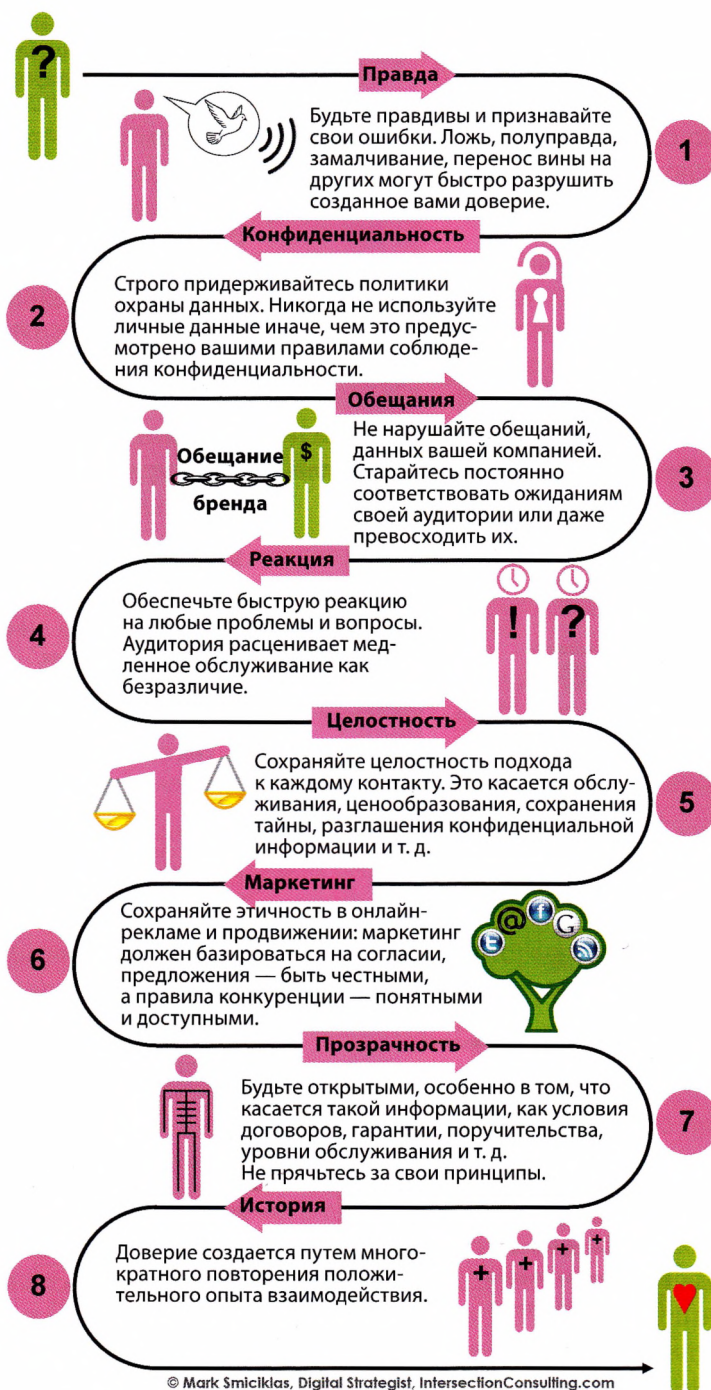 ?
Правда
Будьте правдивы и признавайте
свои ошибки. Ложь, полуправда,
замалчивание, перенос вины на
других могут быстро разрушить
созданное вами доверие.
1
Конфиденциальность
Строго придерживайтесь политики
охраны данных. Никогда не используйте
личные данные иначе, чем это предус-
мотрено вашими правилами соблюде-
ния конфиденциальности.
2
Обещания
Обещание
бренда
$
Не нарушайте обещаний,
данных вашей компанией.
Старайтесь постоянно
соответствовать ожиданиям
своей аудитории или даже
превосходить их.
3
Реакция
Обеспечьте быструю реакцию
на любые проблемы и вопросы.
Аудитория расценивает мед-
ленное обслуживание как
безразличие.
4
! ?
Целостность
Сохраняйте целостность подхода
к каждому контакту. Это касается обслу-
живания, ценообразования, сохранения
тайны, разглашения конфиденциальной
информации и т. д.
5
Маркетинг
Сохраняйте этичность в онлайн-
рекламе и продвижении: маркетинг
должен базироваться на согласии,
предложения — быть честными,
а правила конкуренции — понятными
и доступными.
6
t @ f G
Прозрачность
Будьте открытыми, особенно в том, что
касается такой информации, как условия
договоров, гарантии, поручительства,
уровни обслуживания и т. д.
Не прячьтесь за свои принципы.
7
История
Доверие создается путем много-
кратного повторения положи-
тельного опыта взаимодействия.
8
+ + + +
© Mark Smiciklas, Digital Strategist, IntersectionConsulting.com